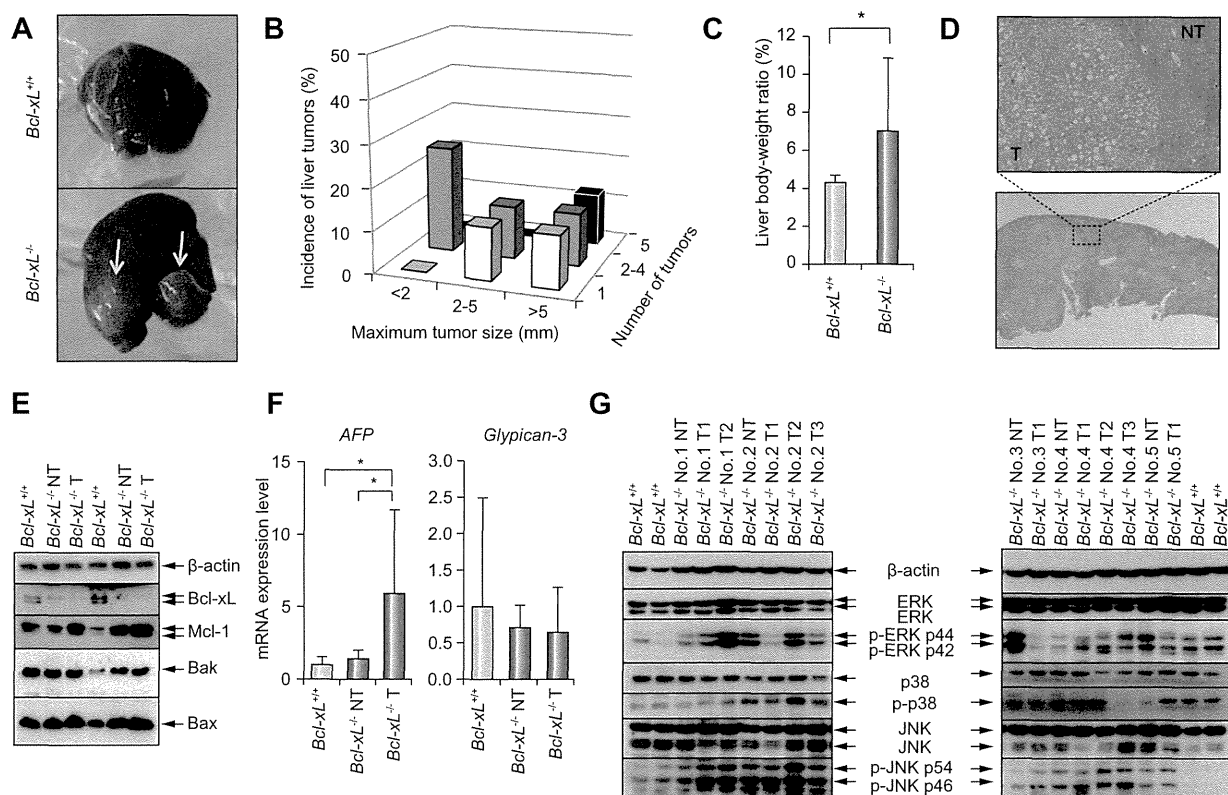 A
Bcl-xL+/+
Bcl-xL-/-
B
Incidence of liver tumors (%)
50
40
30
20
10
0
<2
2-5
>5
Maximum tumor size (mm)
1
2-4
5
Number of tumors
C
Liver body-weight ratio (%)
12
10
8
6
4
2
0
*
Bcl-xL+/+
Bcl-xL-/-
D
NT
T
E
Bcl-xL+/+
Bcl-xL-/- NT
Bcl-xL-/- T
Bcl-xL+/+
Bcl-xL-/- NT
Bcl-xL-/- T
β-actin
Bcl-xL
Mcl-1
Bak
Bax
F
AFP
mRNA expression level
15
10
5
0
*
*
Bcl-xL+/+
Bcl-xL-/- NT
Bcl-xL-/- T
Glypican-3
3.0
2.5
2.0
1.5
1.0
0.5
0.0
Bcl-xL+/+
Bcl-xL-/- NT
Bcl-xL-/- T
G
Bcl-xL+/+
Bcl-xL+/+
Bcl-xL-/- No.1 NT
Bcl-xL-/- No.1 T1
Bcl-xL-/- No.1 T2
Bcl-xL-/- No.2 NT
Bcl-xL-/- No.2 T1
Bcl-xL-/- No.2 T2
Bcl-xL-/- No.2 T3
Bcl-xL-/- No.3 NT
Bcl-xL-/- No.3 T1
Bcl-xL-/- No.4 NT
Bcl-xL-/- No.4 T1
Bcl-xL-/- No.4 T2
Bcl-xL-/- No.4 T3
Bcl-xL-/- No.5 NT
Bcl-xL-/- No.5 T1
Bcl-xL+/+
Bcl-xL+/+
β-actin
ERK
ERK
p-ERK p44
p-ERK p42
p38
p-p38
JNK
JNK
p-JNK p54
p-JNK p46